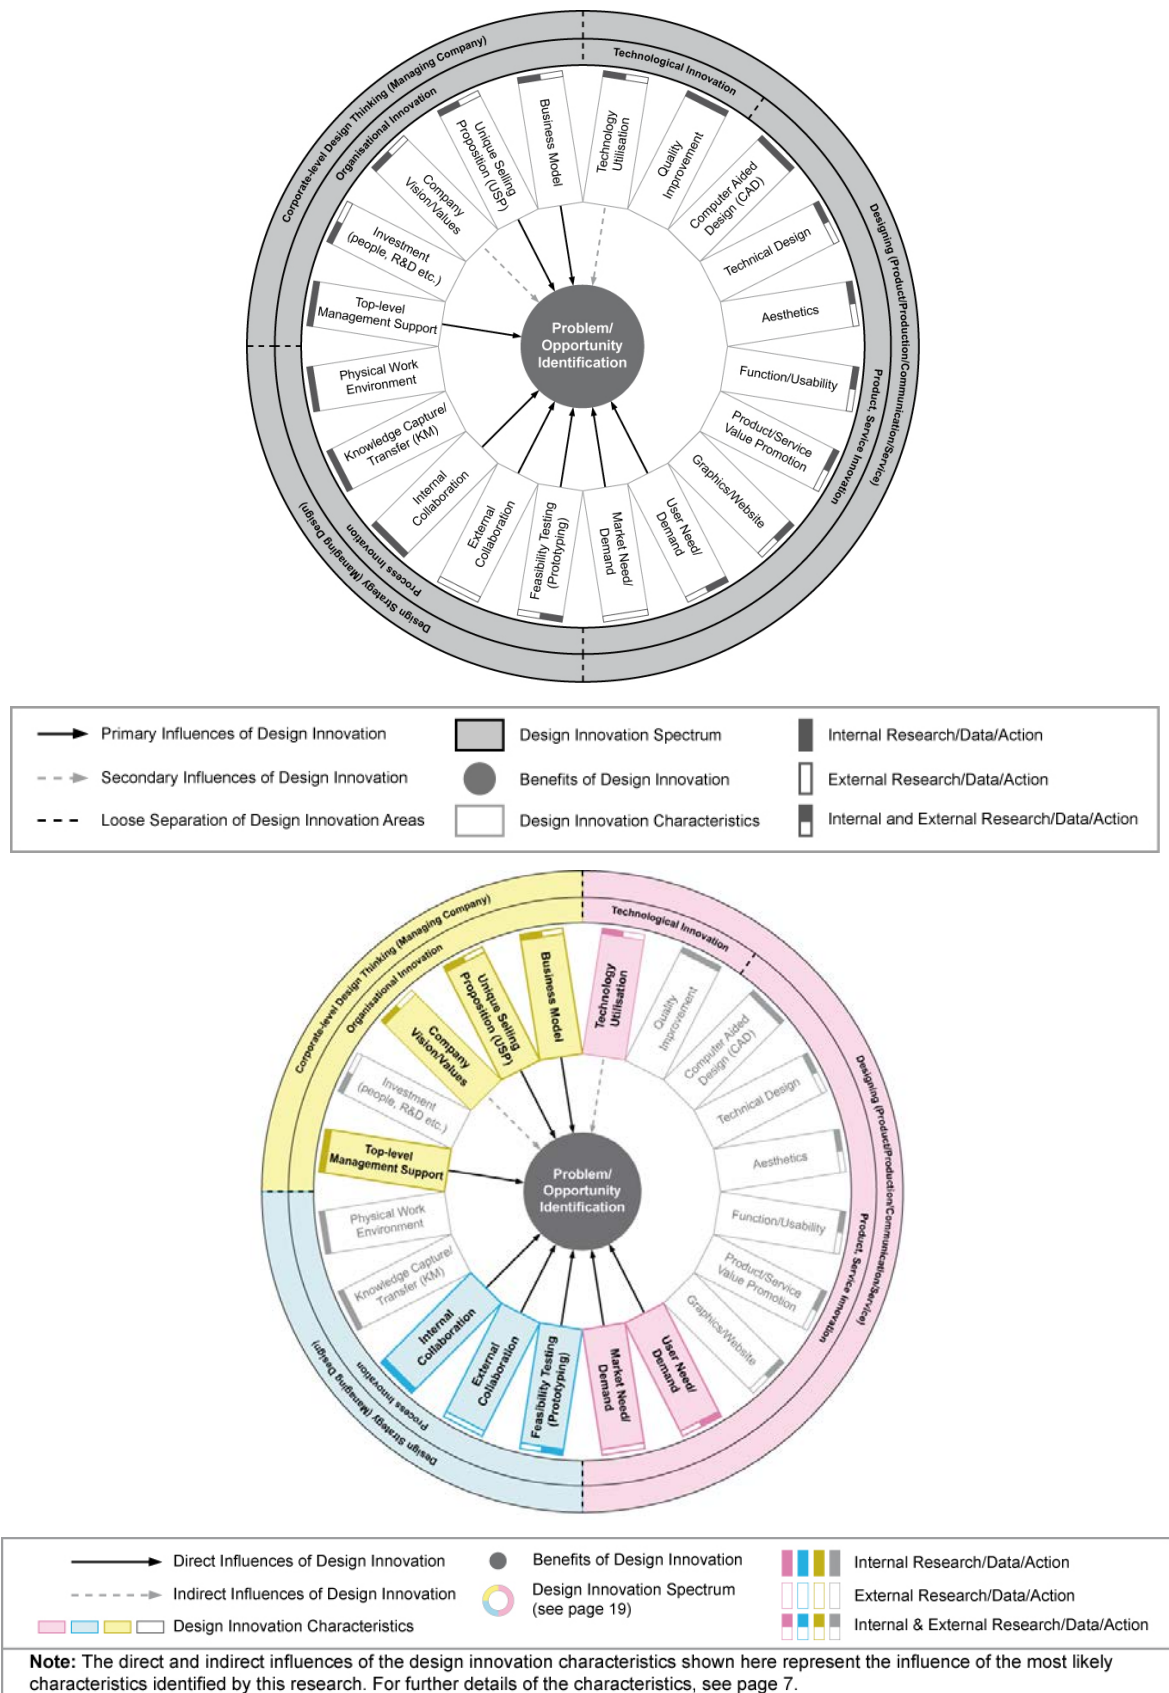 Corporate-level Design Thinking (Managing Company)
Organisational Innovation
Technological Innovation
Designing (Product/Production/Communication/Service)
Product, Service Innovation
Process Innovation
Design Strategy (Managing Design)
Business Model
Technology
Utilisation
Quality
Improvement
Computer Aided
Design (CAD)
Technical Design
Aesthetics
Function/Usability
Product/Service
Value Promotion
Graphics/Website
User Need/
Demand
Market Need/
Demand
Feasibility Testing
(Prototyping)
External
Collaboration
Internal
Collaboration
Knowledge Capture/
Transfer (KM)
Physical Work
Environment
Top-level
Management Support
Investment
(people, R&D etc.)
Company
Vision/Values
Unique Selling
Proposition (USP)
Problem/
Opportunity
Identification
Primary Influences of Design Innovation
Design Innovation Spectrum
Internal Research/Data/Action
Secondary Influences of Design Innovation
Benefits of Design Innovation
External Research/Data/Action
Loose Separation of Design Innovation Areas
Design Innovation Characteristics
Internal and External Research/Data/Action
Corporate-level Design Thinking (Managing Company)
Organisational Innovation
Technological Innovation
Designing (Product/Production/Communication/Service)
Product, Service Innovation
Process Innovation
Design Strategy (Managing Design)
Business Model
Technology
Utilisation
Quality
Improvement
Computer Aided
Design (CAD)
Technical Design
Aesthetics
Function/Usability
Product/Service
Value Promotion
Graphics/Website
User Need/
Demand
Market Need/
Demand
Feasibility Testing
(Prototyping)
External
Collaboration
Internal
Collaboration
Knowledge Capture/
Transfer (KM)
Physical Work
Environment
Top-level
Management Support
Investment
(people, R&D etc.)
Company
Vision/Values
Unique Selling
Proposition (USP)
Problem/
Opportunity
Identification
Direct Influences of Design Innovation
Benefits of Design Innovation
Internal Research/Data/Action
Indirect Influences of Design Innovation
Design Innovation Spectrum
(see page 19)
External Research/Data/Action
Design Innovation Characteristics
Internal & External Research/Data/Action
Note: The direct and indirect influences of the design innovation characteristics shown here represent the influence of the most likely
characteristics identified by this research. For further details of the characteristics, see page 7.